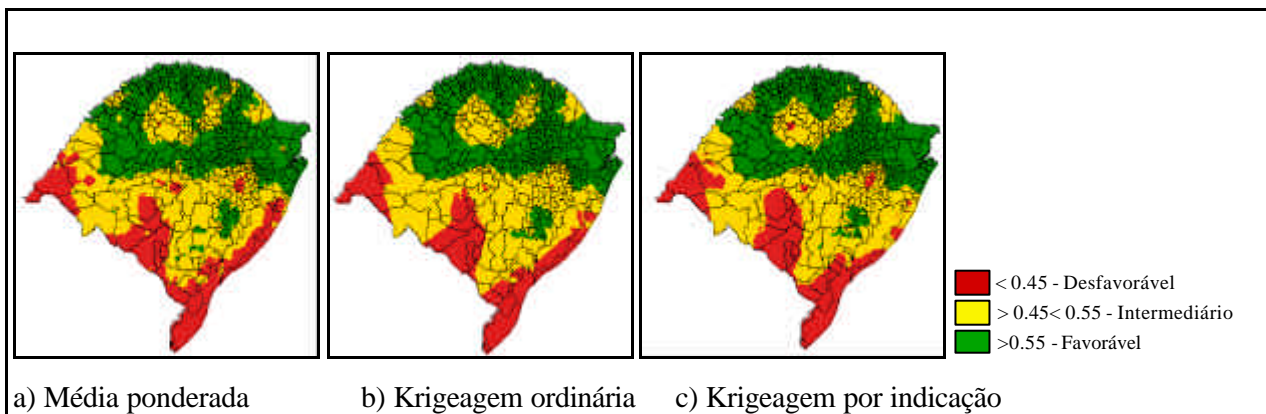 < 0.45 - Desfavorável
> 0.45< 0.55 - Intermediário
>0.55 - Favorável
a) Média ponderada b) Krigeagem ordinária c) Krigeagem por indicação